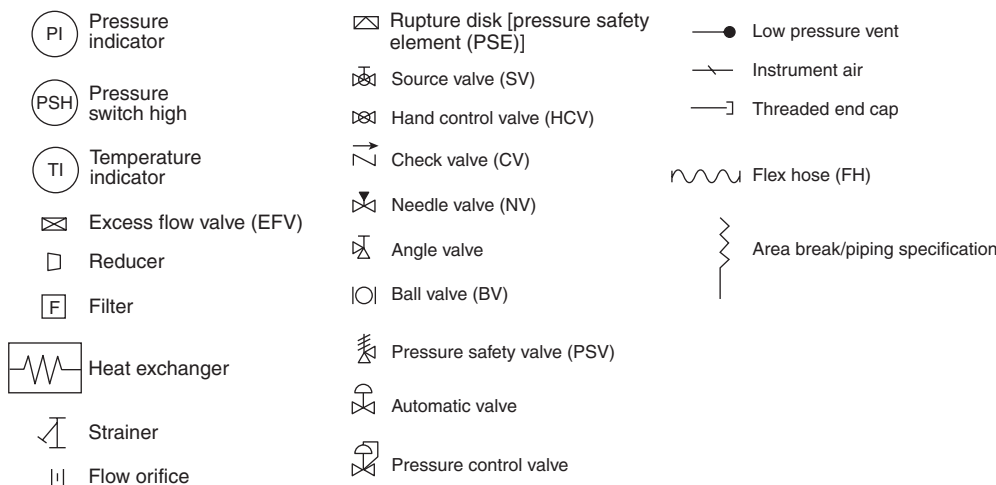 PI
Pressure
indicator
PSH
Pressure
switch high
TI
Temperature
indicator
Excess flow valve (EFV)
Reducer
F
Filter
Heat exchanger
Strainer
Flow orifice
Rupture disk [pressure safety
element (PSE)]
Source valve (SV)
Hand control valve (HCV)
Check valve (CV)
Needle valve (NV)
Angle valve
Ball valve (BV)
Pressure safety valve (PSV)
Automatic valve
Pressure control valve
Low pressure vent
Instrument air
Threaded end cap
Flex hose (FH)
Area break/piping specification